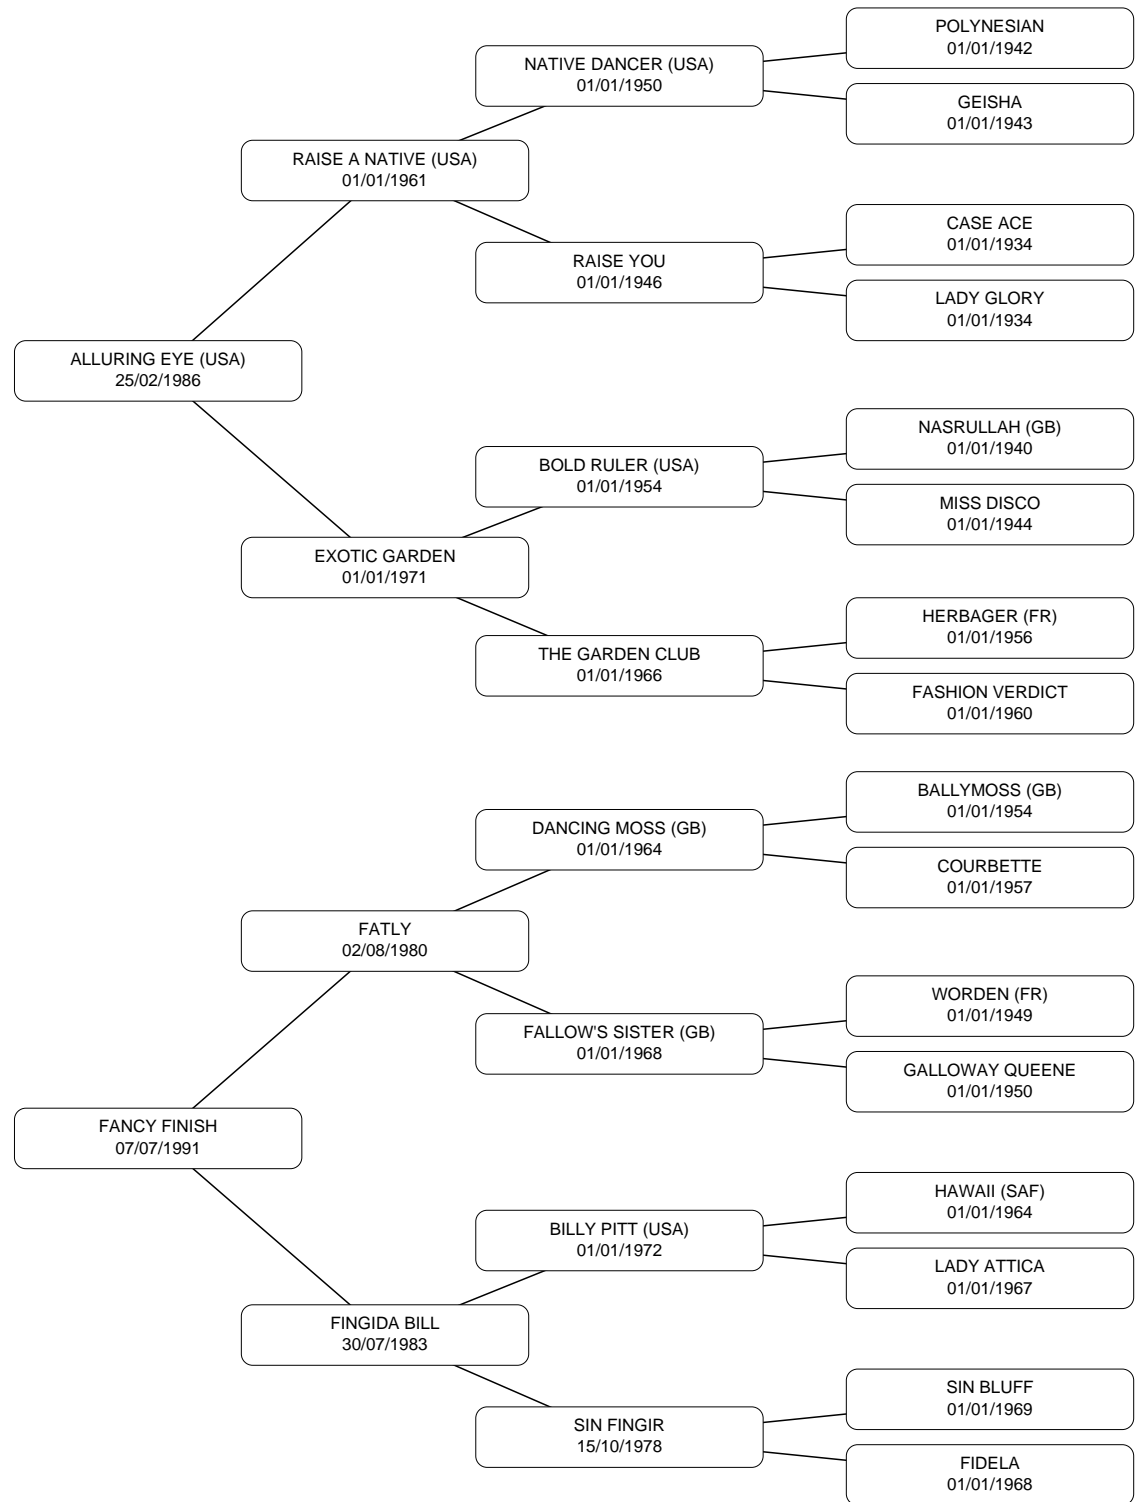 POLYNESIAN
01/01/1942
NATIVE DANCER (USA)
01/01/1950
GEISHA
01/01/1943
RAISE A NATIVE (USA)
01/01/1961
CASE ACE
01/01/1934
RAISE YOU
01/01/1946
LADY GLORY
01/01/1934
ALLURING EYE (USA)
25/02/1986
NASRULLAH (GB)
01/01/1940
BOLD RULER (USA)
01/01/1954
MISS DISCO
01/01/1944
EXOTIC GARDEN
01/01/1971
HERBAGER (FR)
01/01/1956
THE GARDEN CLUB
01/01/1966
FASHION VERDICT
01/01/1960
BALLYMOSS (GB)
01/01/1954
DANCING MOSS (GB)
01/01/1964
COURBETTE
01/01/1957
FATLY
02/08/1980
WORDEN (FR)
01/01/1949
FALLOW'S SISTER (GB)
01/01/1968
GALLOWAY QUEENE
01/01/1950
FANCY FINISH
07/07/1991
HAWAII (SAF)
01/01/1964
BILLY PITT (USA)
01/01/1972
LADY ATTICA
01/01/1967
FINGIDA BILL
30/07/1983
SIN BLUFF
01/01/1969
SIN FINGIR
15/10/1978
FIDELA
01/01/1968